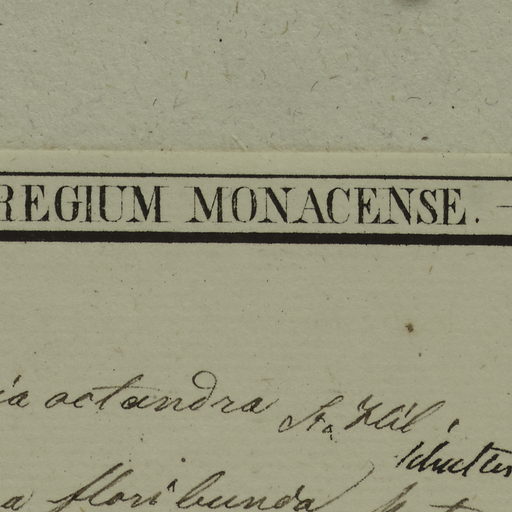 REGIUM MONACENSE.
ia octandra St. Hil.
a floribunda